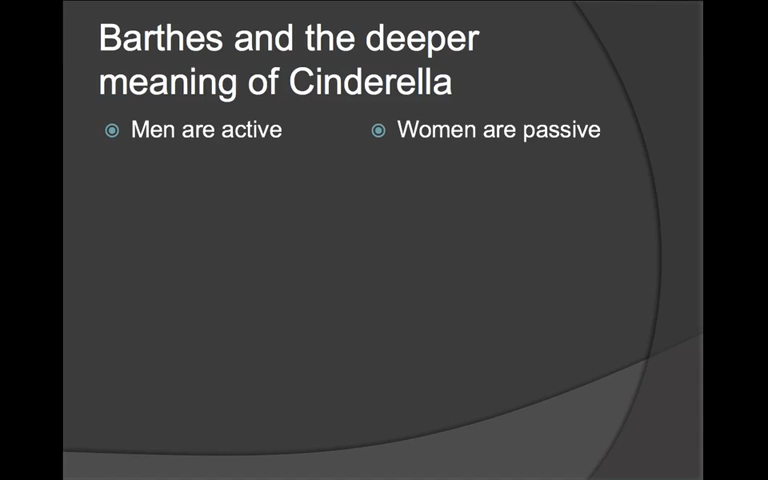 Barthes and the deeper
meaning of Cinderella
Men are active
Women are passive